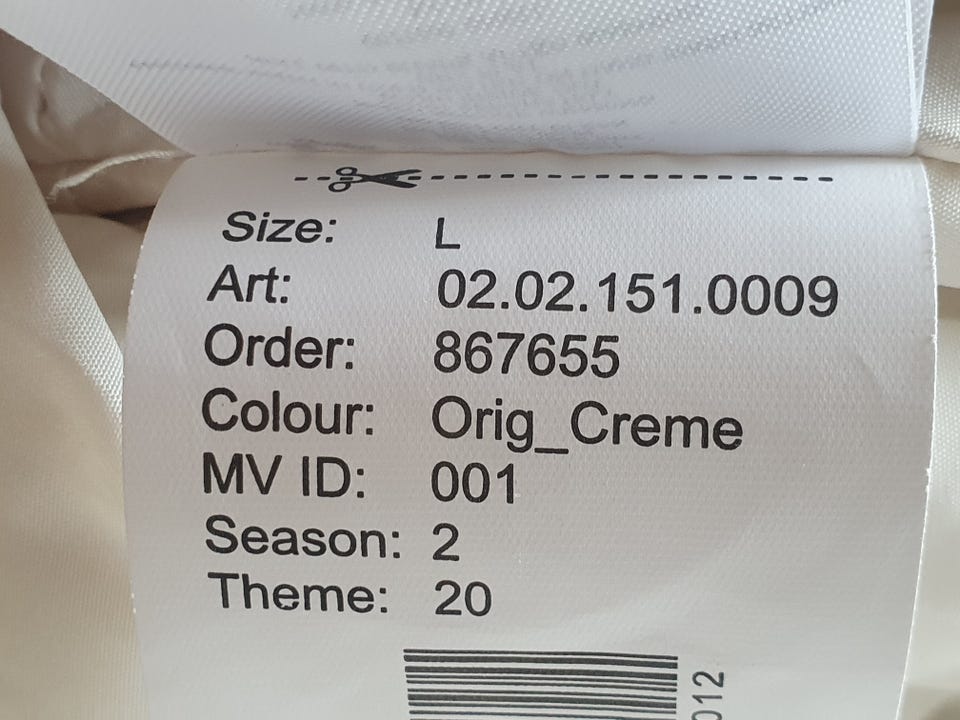 Size: L
Art: 02.02.151.0009
Order: 867655
Colour: Orig_Creme
MV ID: 001
Season: 2
Theme: 20
012